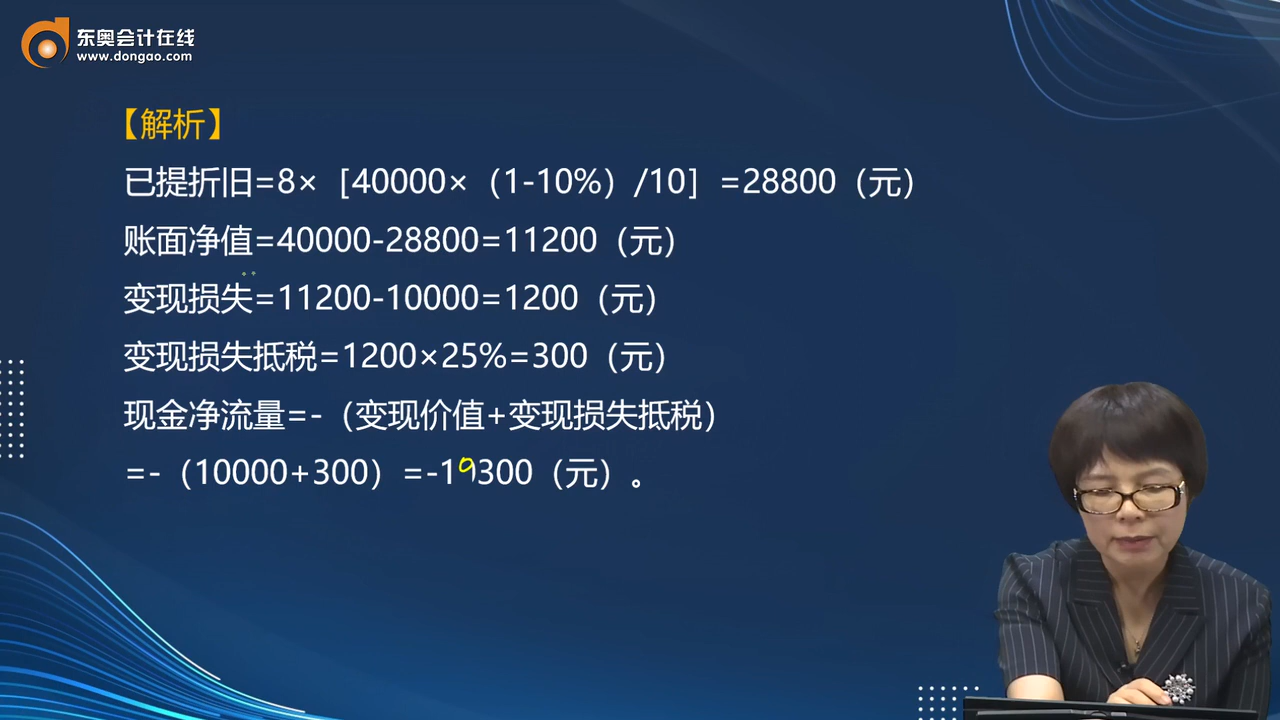 东奥会计在线
www.dongao.com
【解析】
已提折旧=8×［40000×（1-10%）/10］=28800（元）
账面净值=40000-28800=11200（元）
变现损失=11200-10000=1200（元）
变现损失抵税=1200×25%=300（元）
现金净流量=-（变现价值+变现损失抵税）
=-（10000+300）=-19300（元）。